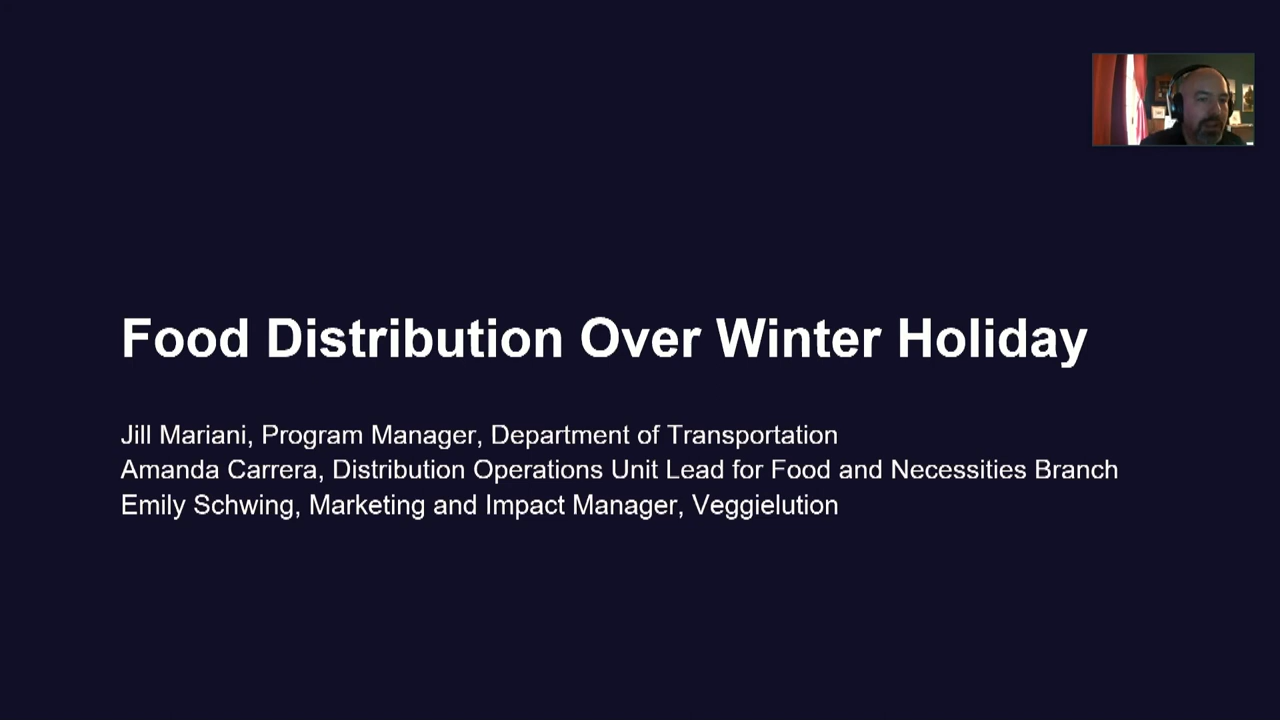 Food Distribution Over Winter Holiday
Jill Mariani, Program Manager, Department of Transportation
Amanda Carrera, Distribution Operations Unit Lead for Food and Necessities Branch
Emily Schwing, Marketing and Impact Manager, Veggielution